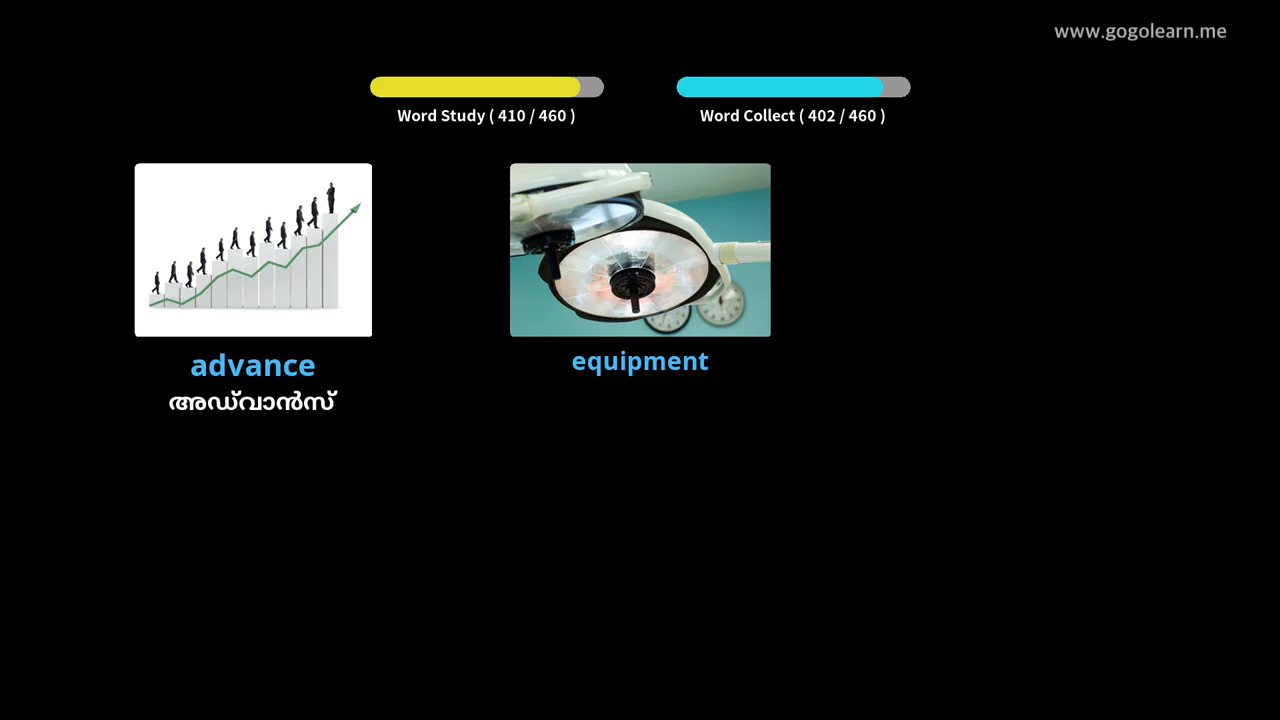 www.gogolearn.me
Word Study ( 410 / 460 )
Word Collect ( 402 / 460 )
advance
അഡ്വാൻസ്
equipment